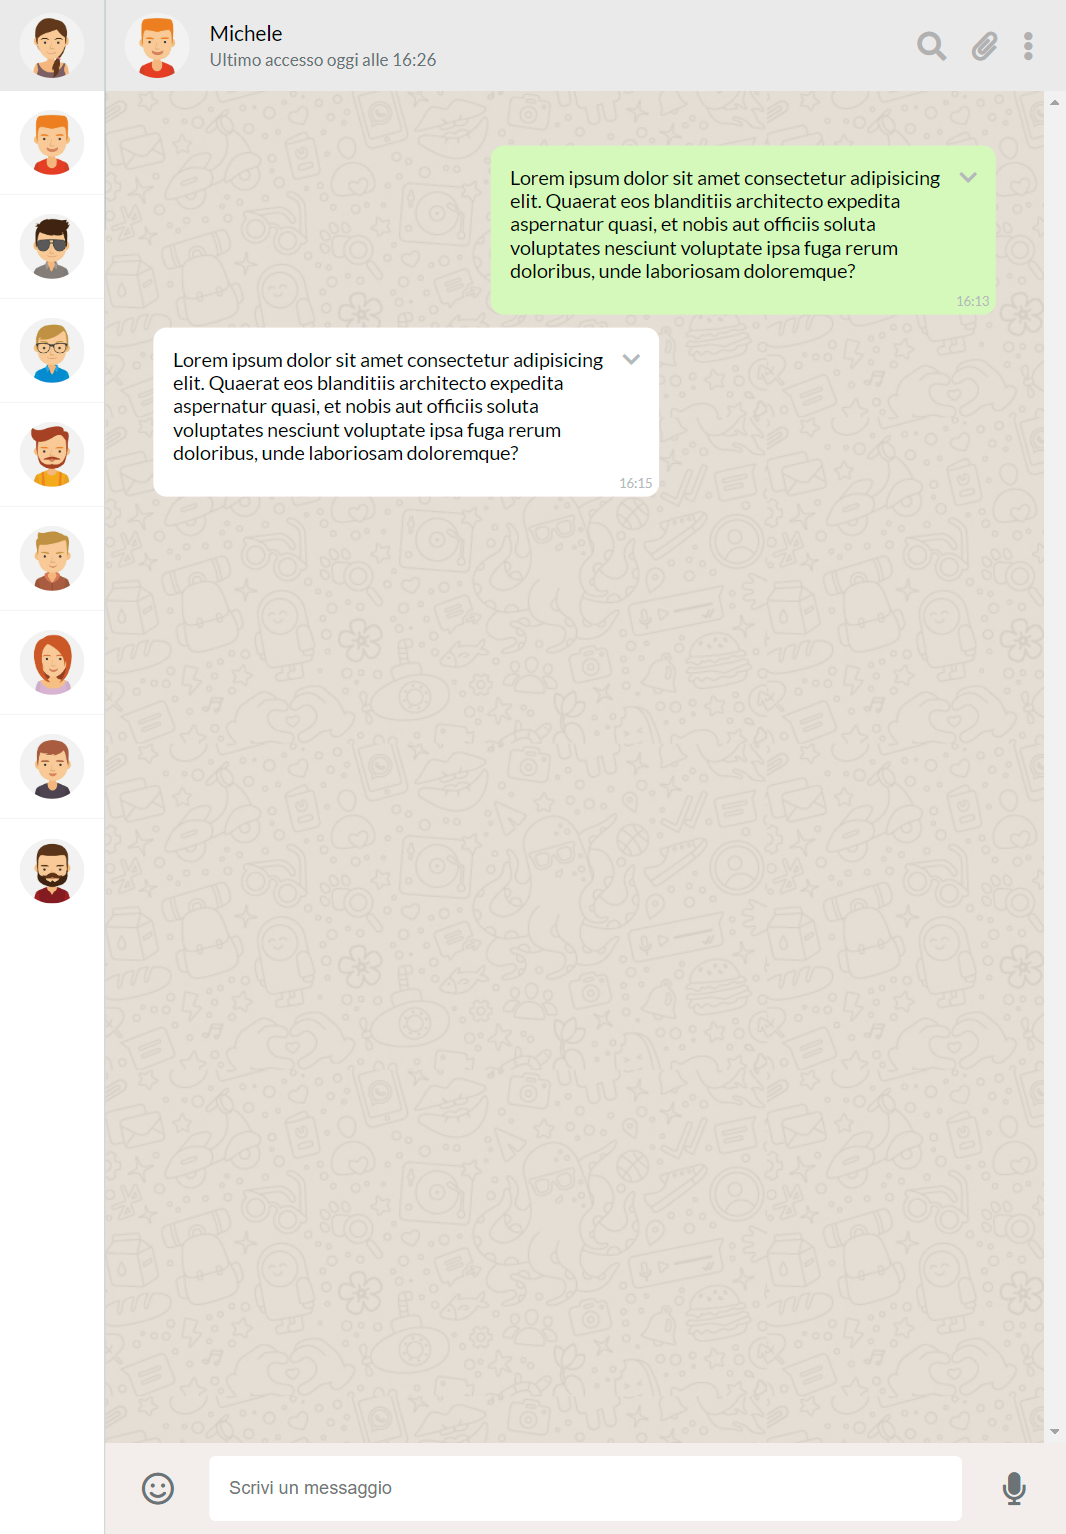 Michele
Ultimo accesso oggi alle 16:26
Lorem ipsum dolor sit amet consectetur adipisicing
elit. Quaerat eos blanditiis architecto expedita
aspernatur quasi, et nobis aut officiis soluta
voluptates nesciunt voluptate ipsa fuga rerum
doloribus, unde laboriosam doloremque?
16:13
Lorem ipsum dolor sit amet consectetur adipisicing
elit. Quaerat eos blanditiis architecto expedita
aspernatur quasi, et nobis aut officiis soluta
voluptates nesciunt voluptate ipsa fuga rerum
doloribus, unde laboriosam doloremque?
16:15
Scrivi un messaggio